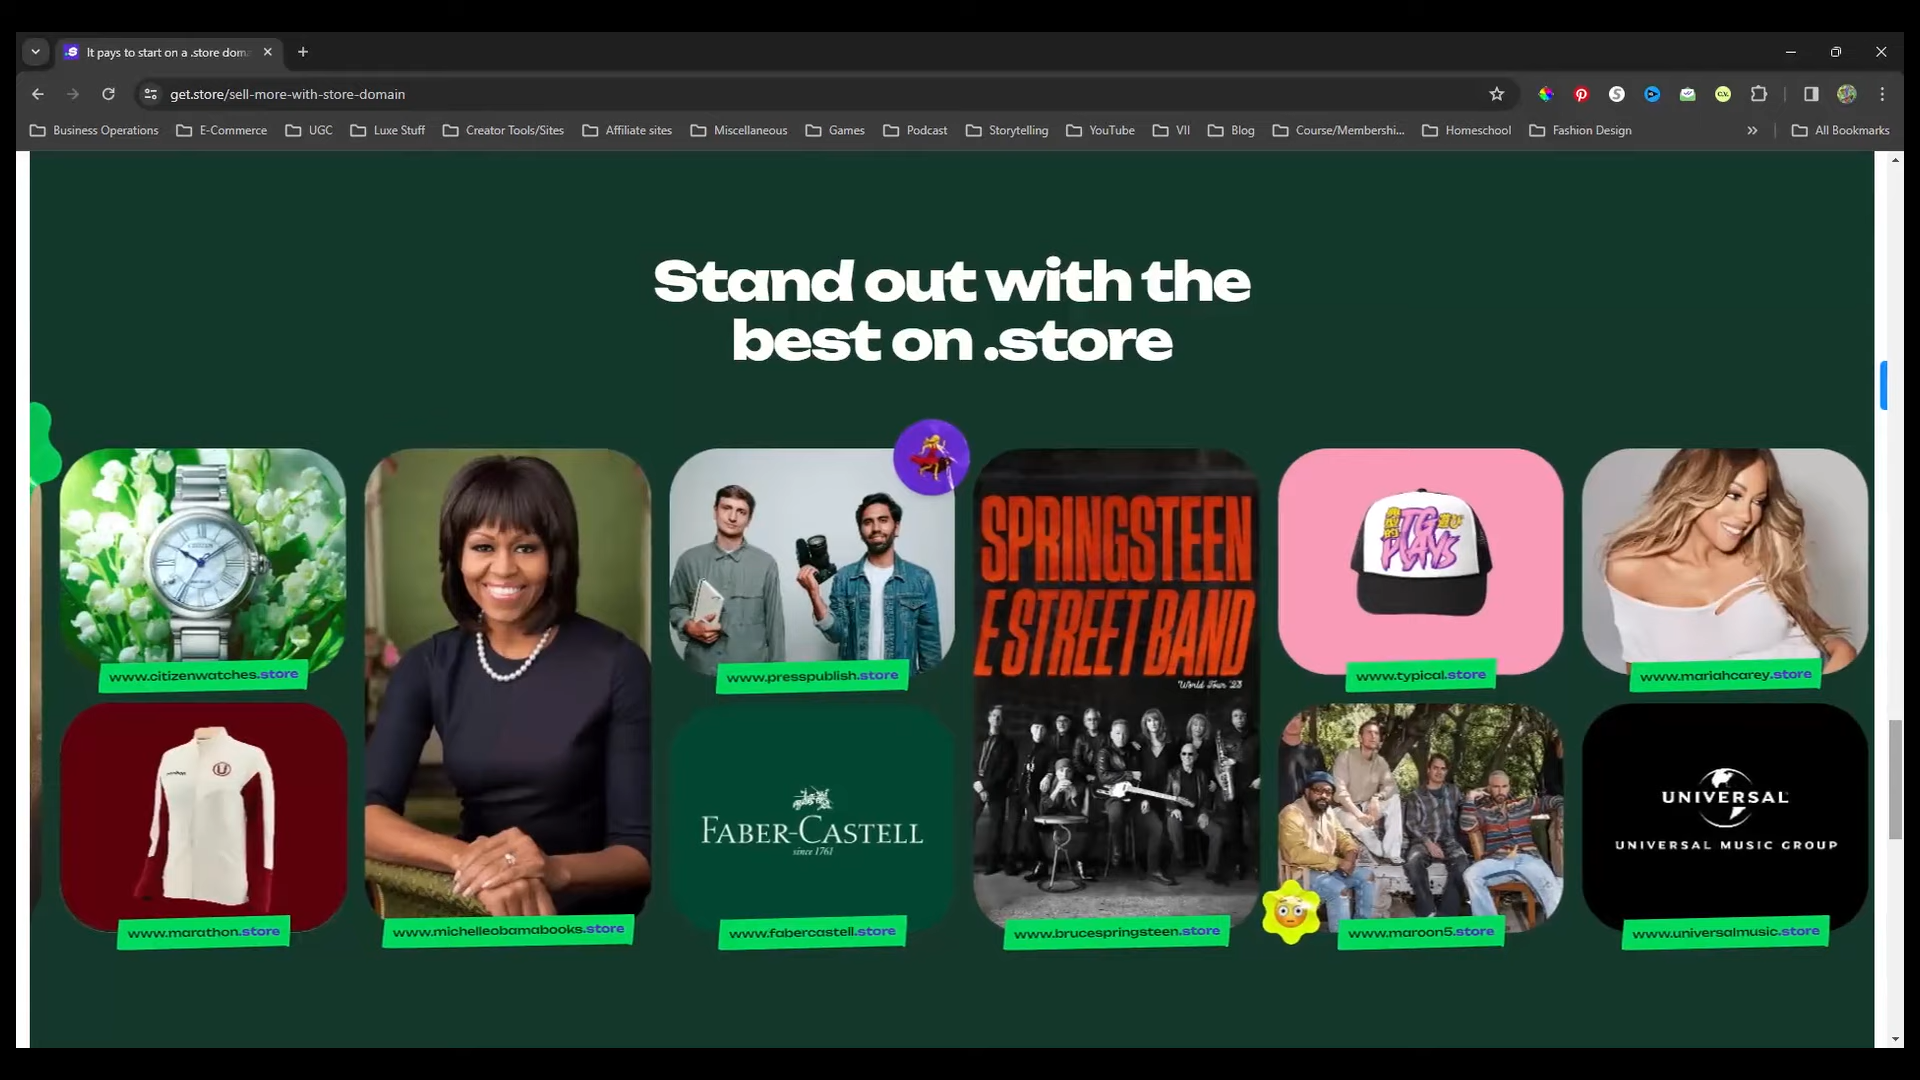 It pays to start on a .store dom
get.store/sell-more-with-store-domain
Business Operations
E-Commerce
UGC
Luxe Stuff
Creator Tools/Sites
Affiliate sites
Miscellaneous
Games
Podcast
Storytelling
YouTube
VII
Blog
Course/Membershi...
Homeschool
Fashion Design
All Bookmarks
Stand out with the
best on .store
CITIZEN
www.citizenwatches.store
www.presspublish.store
SPRINGSTEEN
E STREET BAND
World Tour '23
TG
PLAYS
www.typical.store
www.mariahcarey.store
marathon
U
www.marathon.store
www.michelleobamabooks.store
FABER-CASTELL
since 1761
www.fabercastell.store
www.brucespringsteen.store
www.maroon5.store
UNIVERSAL
UNIVERSAL MUSIC GROUP
www.universalmusic.store